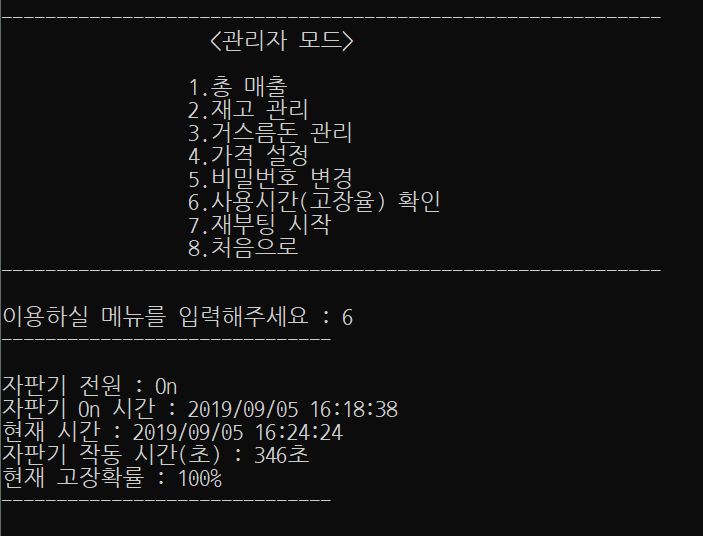 ------------------------------------------------------------
<관리자 모드>
1.총 매출
2.재고 관리
3.거스름돈 관리
4.가격 설정
5.비밀번호 변경
6.사용시간(고장율) 확인
7.재부팅 시작
8.처음으로
------------------------------------------------------------
이용하실 메뉴를 입력해주세요 : 6
------------------------------
자판기 전원 : On
자판기 On 시간 : 2019/09/05 16:18:38
현재 시간 : 2019/09/05 16:24:24
자판기 작동 시간(초) : 346초
현재 고장확률 : 100%
------------------------------